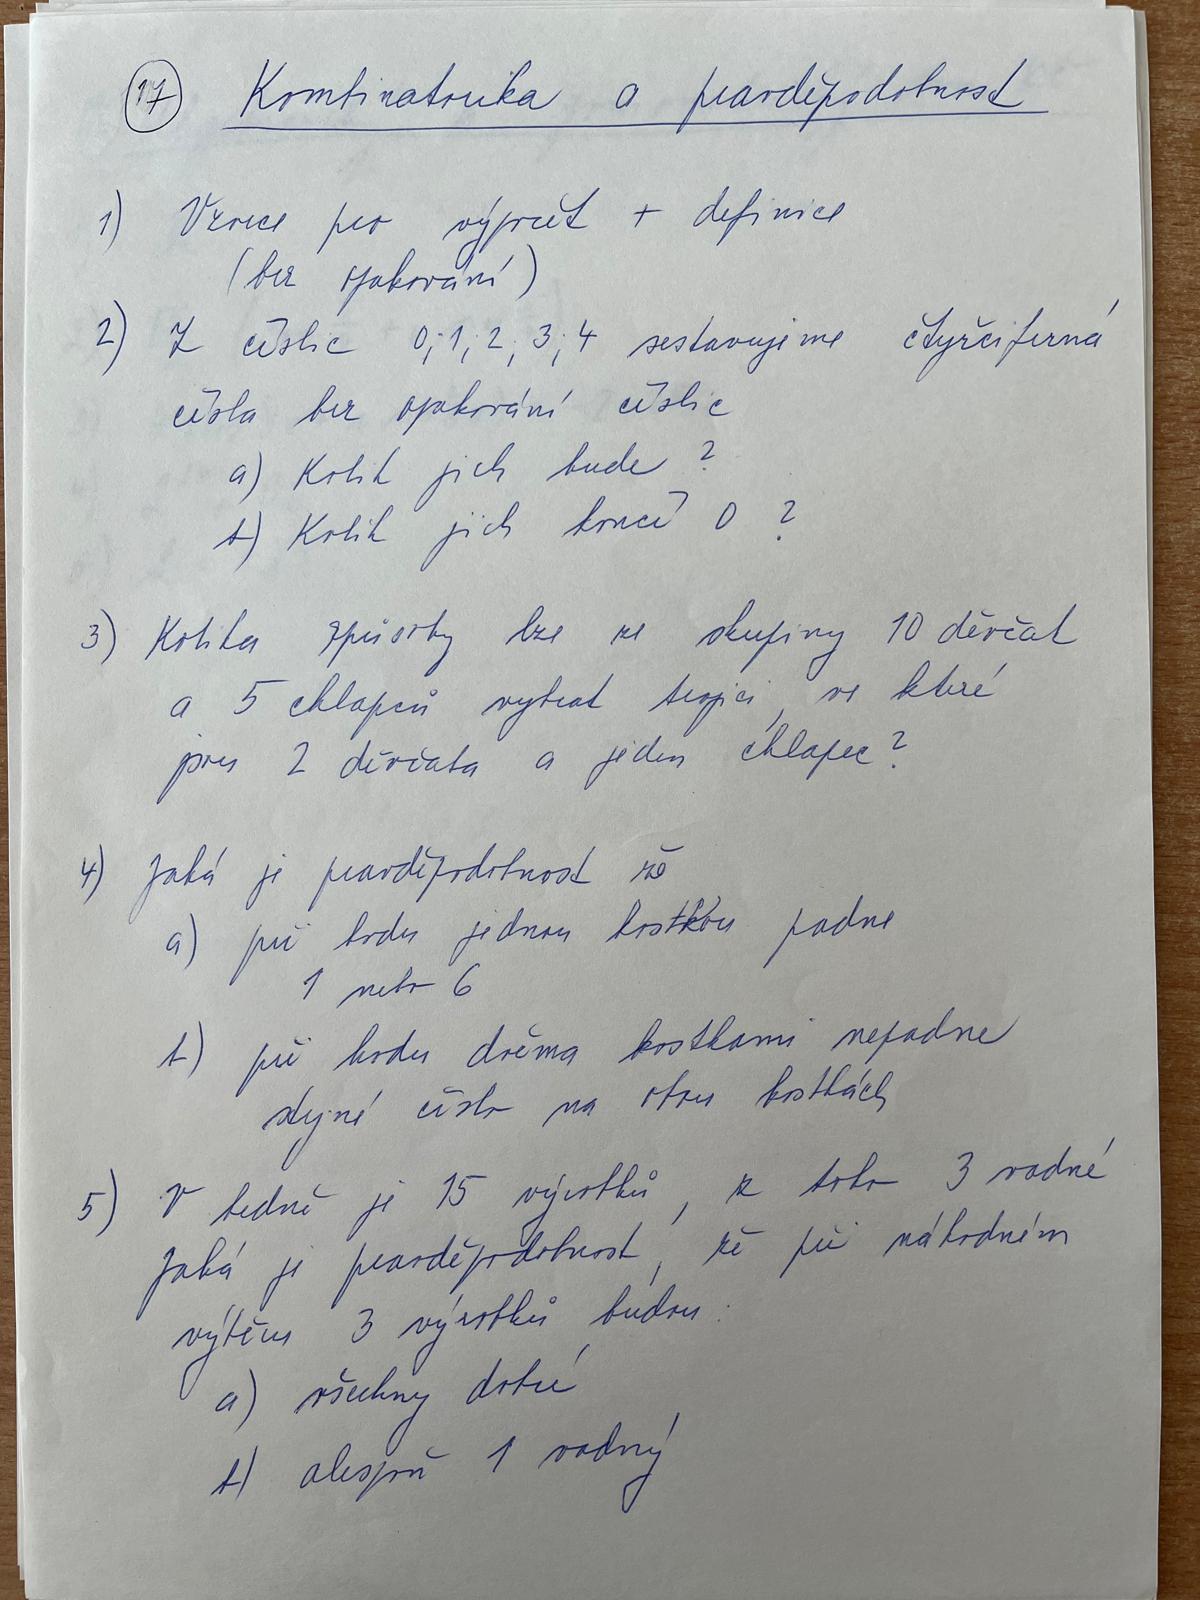 17 Kombinatorika a pravděpodobnost
1) Vzorce pro výpočet + definice
(bez opakování)
2) Z číslic 0; 1; 2; 3; 4 sestavujeme čtyřciferná
čísla bez opakování číslic
a) Kolik jich bude ?
b) Kolik jich končí 0 ?
3) Kolika způsoby lze ze skupiny 10 děvčat
a 5 chlapců vybrat trojici, ve které
jsou 2 děvčata a jeden chlapec?
4) Jaká je pravděpodobnost že
a) při hodu jednou kostkou padne
1 nebo 6
b) při hodu dvěma kostkami nepadne
stejné číslo na obou kostkách
5) V bedně je 15 výrobků, z toho 3 vadné
Jaká je pravděpodobnost, že při náhodném
výběru 3 výrobků budou:
a) všechny dobré
b) alespoň 1 vadný